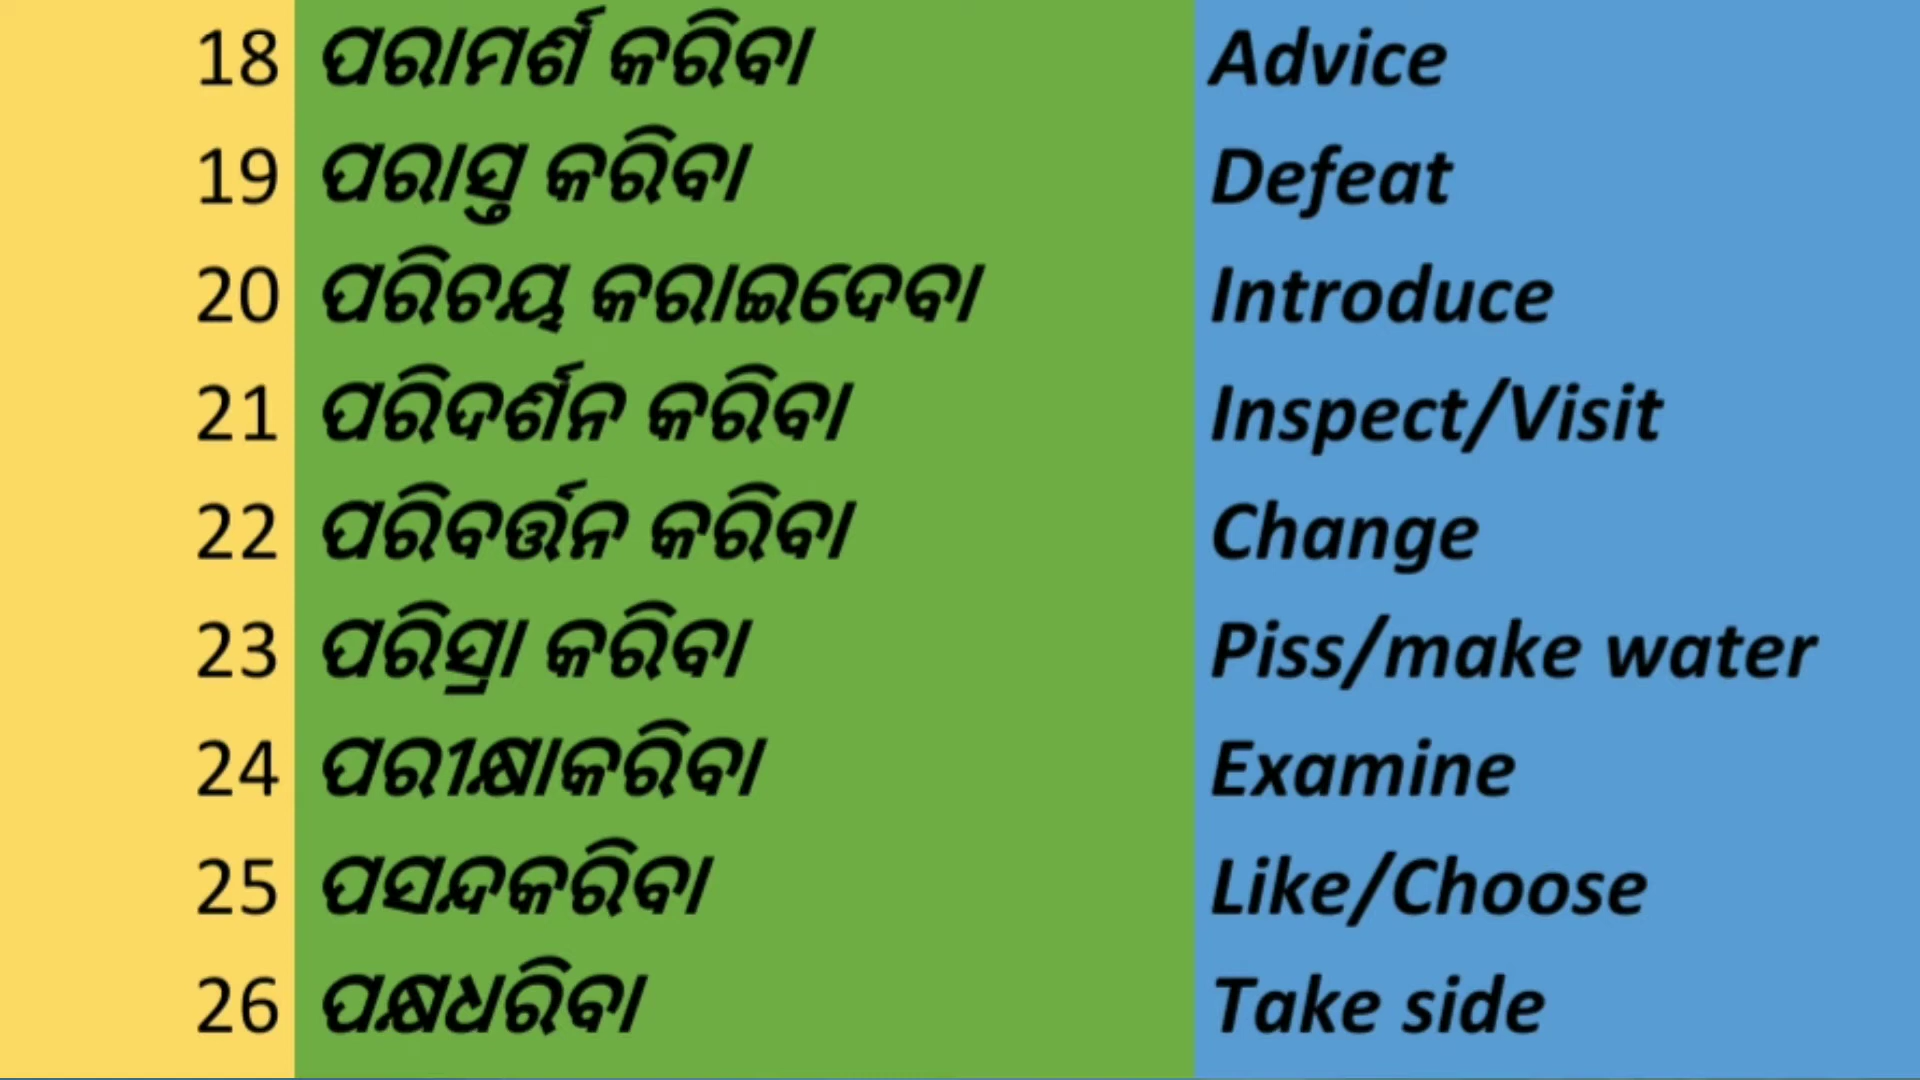 18 ପରାମର୍ଶ କରିବା Advice
19 ପରାସ୍ତ କରିବା Defeat
20 ପରିଚୟ କରାଇଦେବା Introduce
21 ପରିଦର୍ଶନ କରିବା Inspect/Visit
22 ପରିବର୍ତ୍ତନ କରିବା Change
23 ପରିସ୍ରା କରିବା Piss/make water
24 ପରୀକ୍ଷାକରିବା Examine
25 ପସନ୍ଦକରିବା Like/Choose
26 ପକ୍ଷଧରିବା Take side